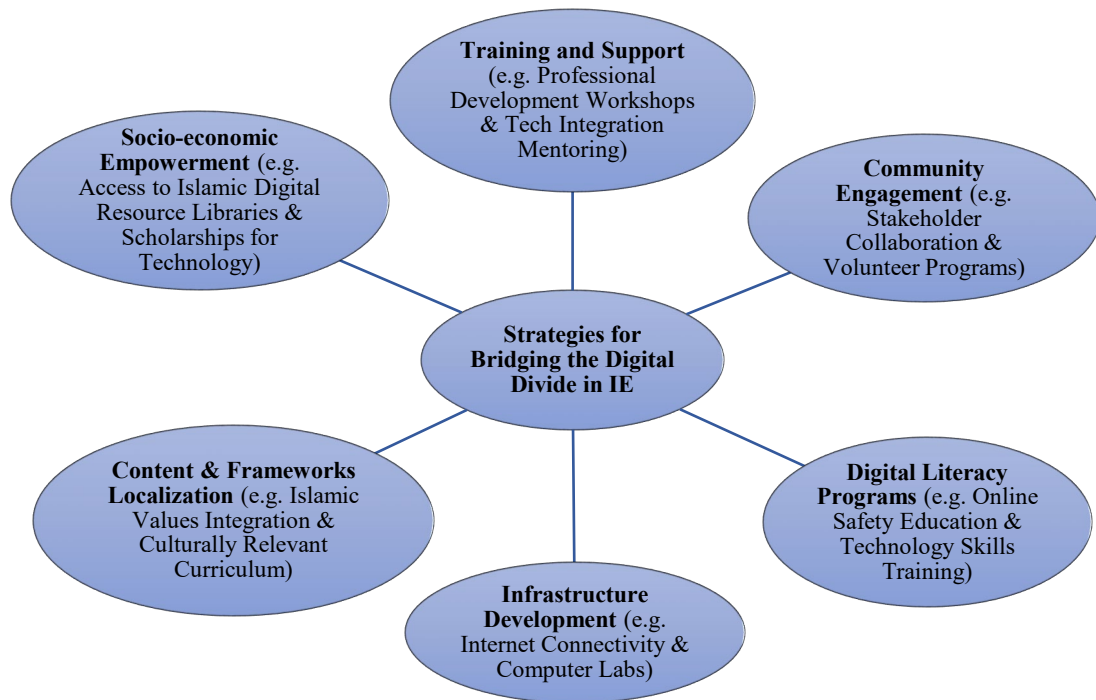 Training and Support
(e.g. Professional
Development Workshops
& Tech Integration
Mentoring)
Socio-economic
Empowerment (e.g.
Access to Islamic Digital
Resource Libraries &
Scholarships for
Technology)
Community
Engagement (e.g.
Stakeholder
Collaboration &
Volunteer Programs)
Strategies for
Bridging the Digital
Divide in IE
Content & Frameworks
Localization (e.g. Islamic
Values Integration &
Culturally Relevant
Curriculum)
Digital Literacy
Programs (e.g. Online
Safety Education &
Technology Skills
Training)
Infrastructure
Development (e.g.
Internet Connectivity &
Computer Labs)